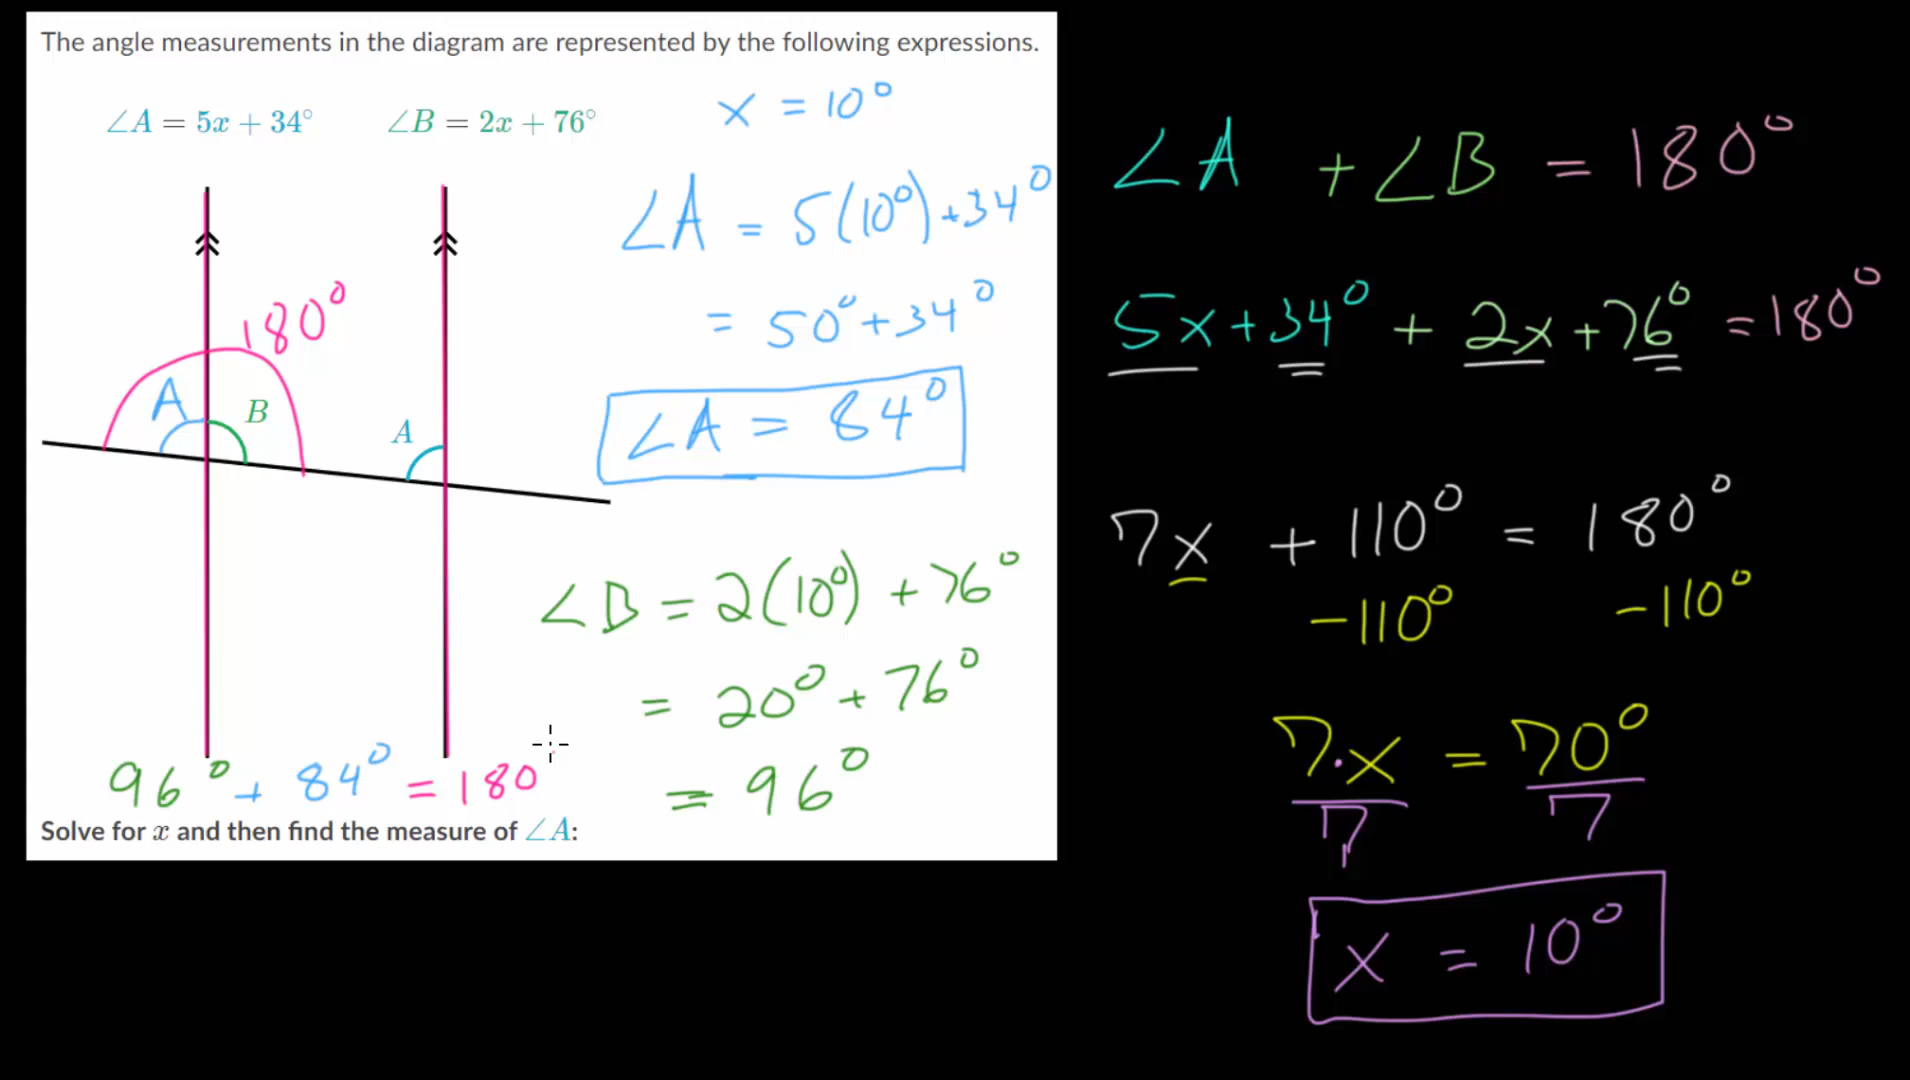 The angle measurements in the diagram are represented by the following expressions.
∠A = 5x + 34°
∠B = 2x + 76°
x = 10°
∠A = 5(10°)+34°
= 50°+34°
∠A = 84°
180°
A
B
A
∠B = 2(10°) + 76°
= 20° + 76°
= 96°
96° + 84° = 180
Solve for x and then find the measure of ∠A:
∠A + ∠B = 180°
5x + 34° + 2x + 76° = 180°
7x + 110° = 180°
-110° -110°
7·x = 70°
7 7
x = 10°